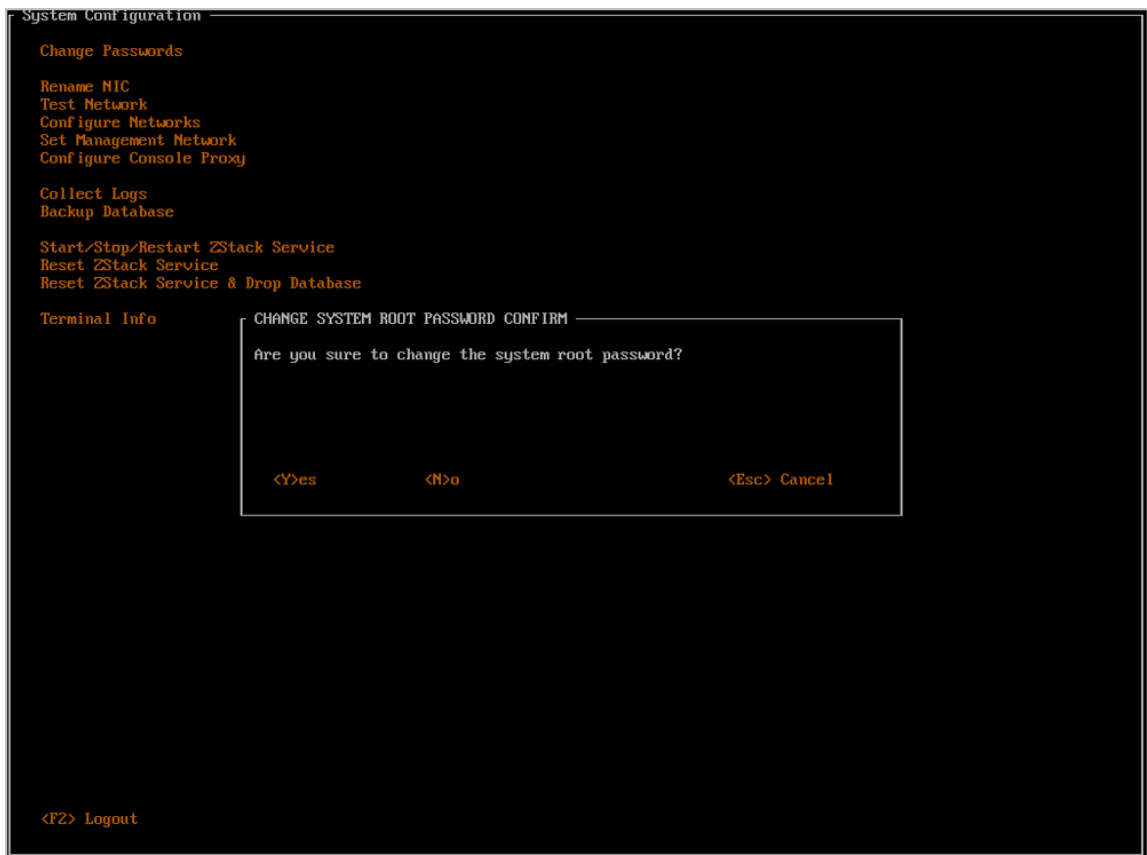 System Configuration
Change Passwords
Rename NIC
Test Network
Configure Networks
Set Management Network
Configure Console Proxy
Collect Logs
Backup Database
Start/Stop/Restart ZStack Service
Reset ZStack Service
Reset ZStack Service & Drop Database
Terminal Info
CHANGE SYSTEM ROOT PASSWORD CONFIRM
Are you sure to change the system root password?
<Y>es <N>o <Esc> Cancel
<F2> Logout